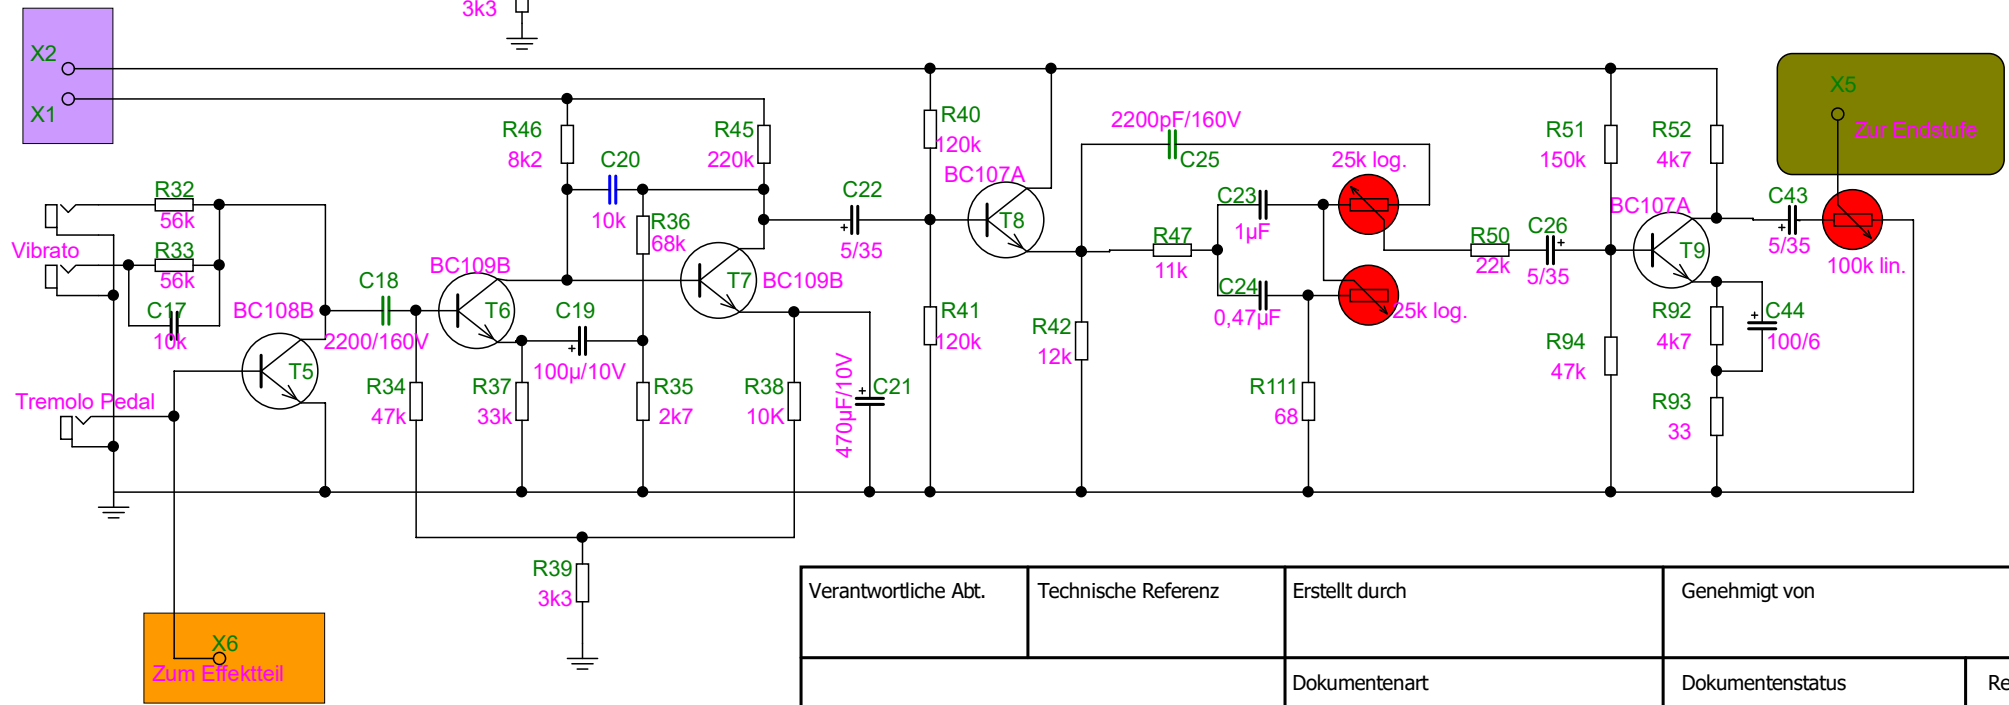 3k3
X2
X1
R46
8k2
R45
220k
C20
10k
R36
68k
R40
120k
2200pF/160V
C25
25k log.
R51
150k
R52
4k7
X5
Zur Endstufe
R32
56k
Vibrato
R33
56k
C17
10k
BC108B
T5
C18
2200/160V
BC109B
T6
C19
100µ/10V
T7
BC109B
C22
5/35
BC107A
T8
R47
11k
C23
1µF
C24
0,47µF
25k log.
R50
22k
C26
5/35
BC107A
T9
C43
5/35
100k lin.
R41
120k
R42
12k
R92
4k7
C44
100/6
R94
47k
Tremolo Pedal
R34
47k
R37
33k
R35
2k7
R38
10K
470µF/10V
C21
R111
68
R93
33
R39
3k3
X6
Zum Effektteil
Verantwortliche Abt.
Technische Referenz
Erstellt durch
Genehmigt von
Dokumentenart
Dokumentenstatus
Re